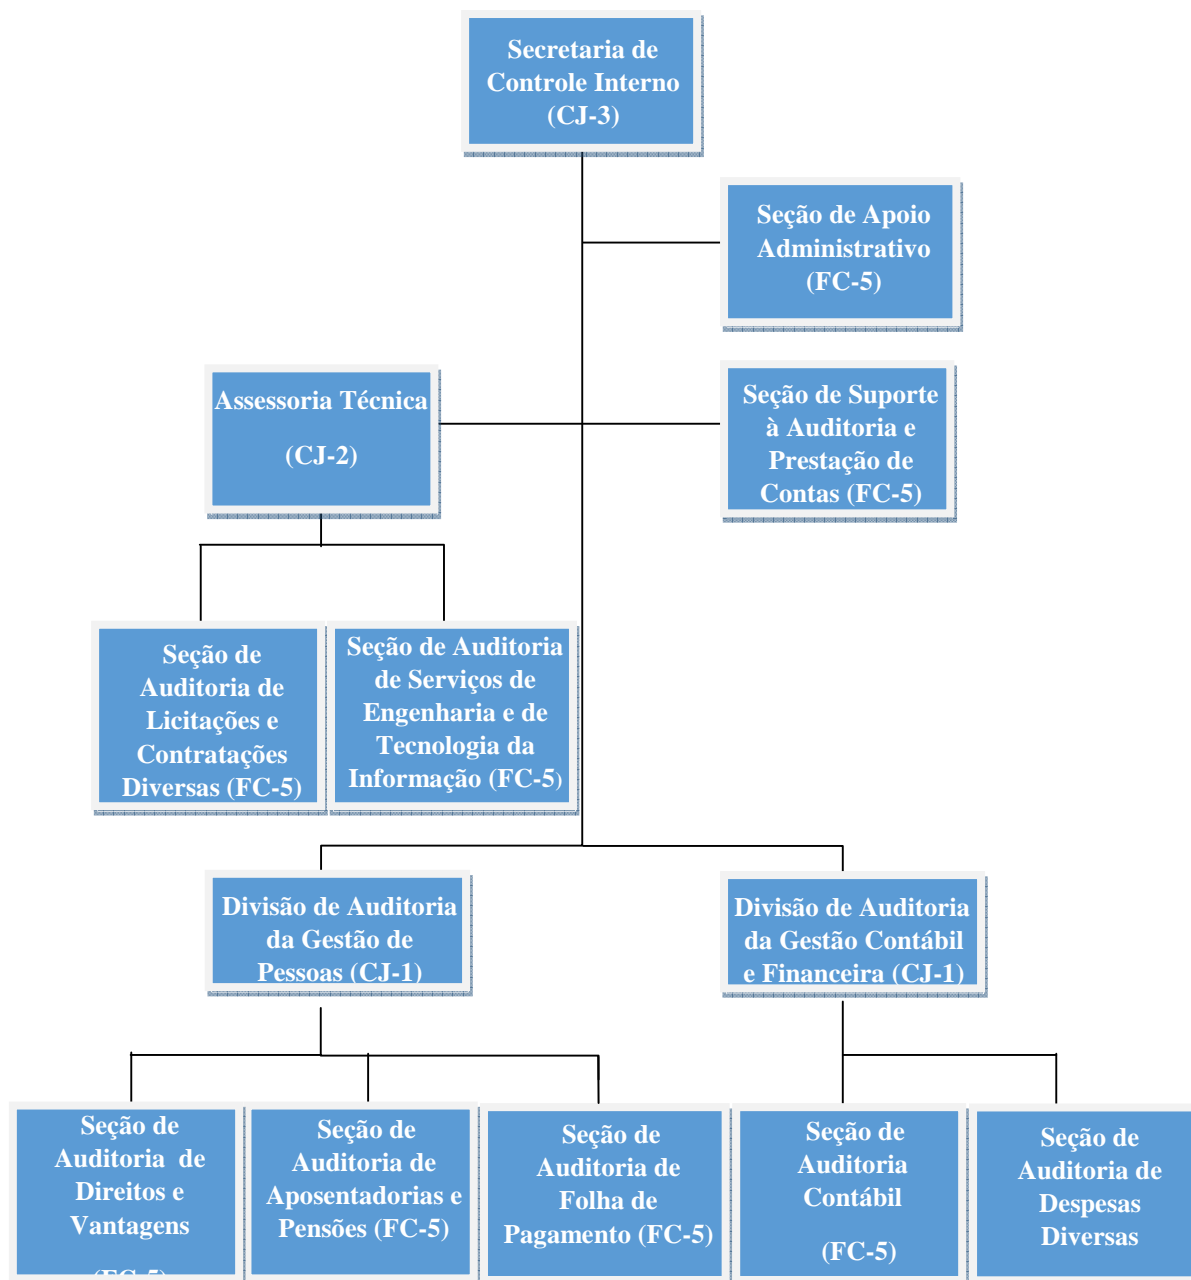 Secretaria de
Controle Interno
(CJ-3)
Seção de Apoio
Administrativo
(FC-5)
Assessoria Técnica
(CJ-2)
Seção de Suporte
à Auditoria e
Prestação de
Contas (FC-5)
Seção de
Auditoria de
Licitações e
Contratações
Diversas (FC-5)
Seção de Auditoria
de Serviços de
Engenharia e de
Tecnologia da
Informação (FC-5)
Divisão de Auditoria
da Gestão de
Pessoas (CJ-1)
Divisão de Auditoria
da Gestão Contábil
e Financeira (CJ-1)
Seção de
Auditoria de
Direitos e
Vantagens
(FC-5)
Seção de
Auditoria de
Aposentadorias e
Pensões (FC-5)
Seção de
Auditoria de
Folha de
Pagamento (FC-5)
Seção de
Auditoria
Contábil
(FC-5)
Seção de
Auditoria de
Despesas
Diversas